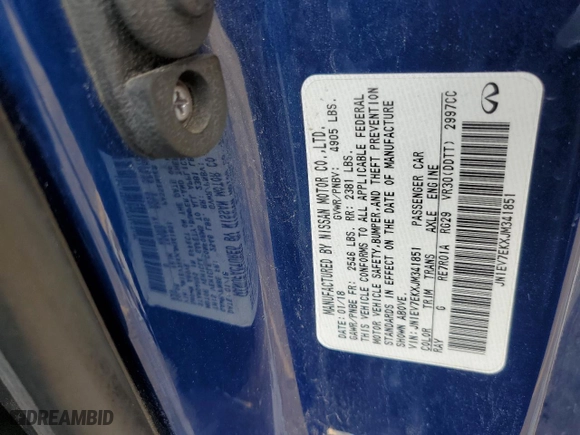 MANUFACTURED BY NISSAN MOTOR CO.,LTD.
DATE: 01/18 GVWR/PNBV: 4905 LBS.
GAWR/PNBE FR: 2546 LBS. RR: 2381 LBS.
THIS VEHICLE CONFORMS TO ALL APPLICABLE FEDERAL
MOTOR VEHICLE SAFETY,BUMPER,AND THEFT PREVENTION
STANDARDS IN EFFECT ON THE DATE OF MANUFACTURE
SHOWN ABOVE.
VIN: JN1EV7EKXJM341851 PASSENGER CAR
COLOR TRIM TRANS AXLE ENGINE
RAY G RE7R01A RG29 VR30(DDTT) 2997CC
JN1EV7EKXJM341851
DREAMBID